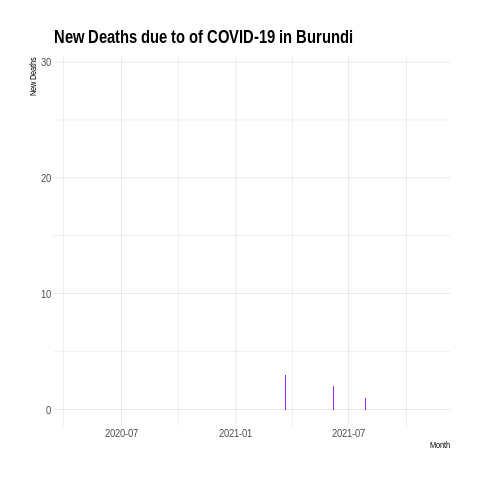 New Deaths due to of COVID-19 in Burundi
New Deaths
30
20
10
0
2020-07
2021-01
2021-07
Month